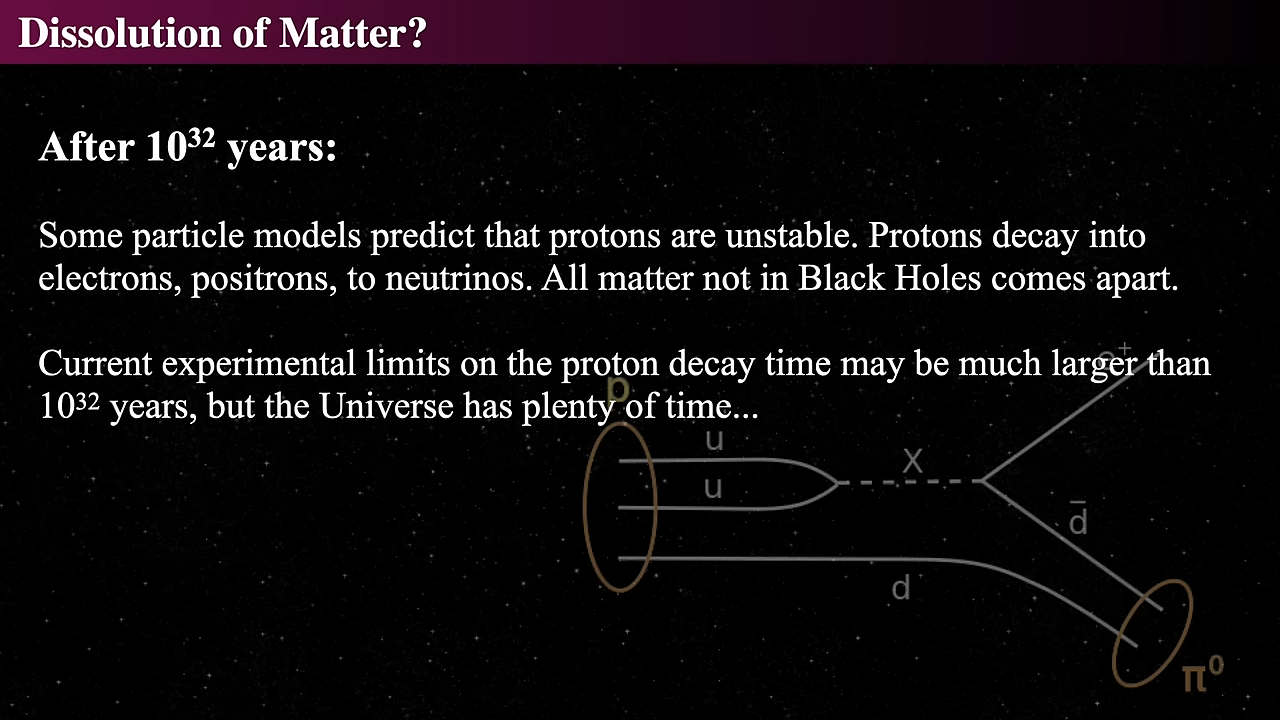 Dissolution of Matter?
After 10³² years:
Some particle models predict that protons are unstable. Protons decay into
electrons, positrons, to neutrinos. All matter not in Black Holes comes apart.
Current experimental limits on the proton decay time may be much larger than
10³² years, but the Universe has plenty of time...
e⁺
p
u
X
u
d̄
d
π⁰